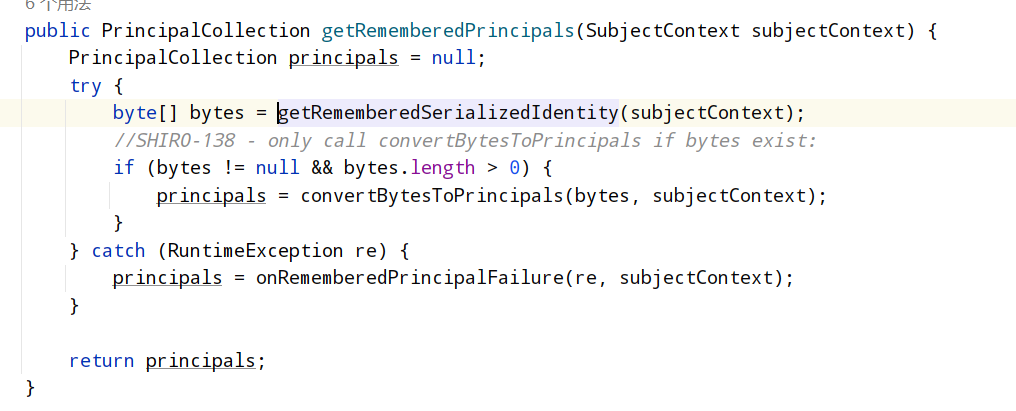 6 个用法
public PrincipalCollection getRememberedPrincipals(SubjectContext subjectContext) {
PrincipalCollection principals = null;
try {
byte[] bytes = getRememberedSerializedIdentity(subjectContext);
//SHIRO-138 - only call convertBytesToPrincipals if bytes exist:
if (bytes != null && bytes.length > 0) {
principals = convertBytesToPrincipals(bytes, subjectContext);
}
} catch (RuntimeException re) {
principals = onRememberedPrincipalFailure(re, subjectContext);
}
return principals;
}